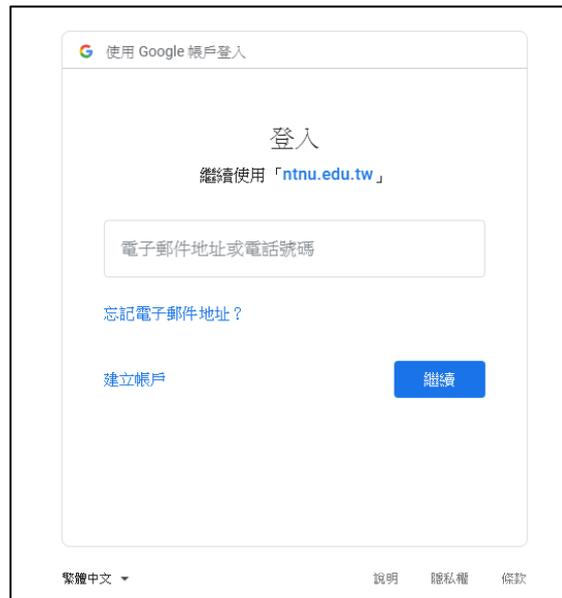 使用 Google 帳戶登入
登入
繼續使用「ntnu.edu.tw」
電子郵件地址或電話號碼
忘記電子郵件地址？
建立帳戶 繼續
繁體中文 說明 隱私權 條款